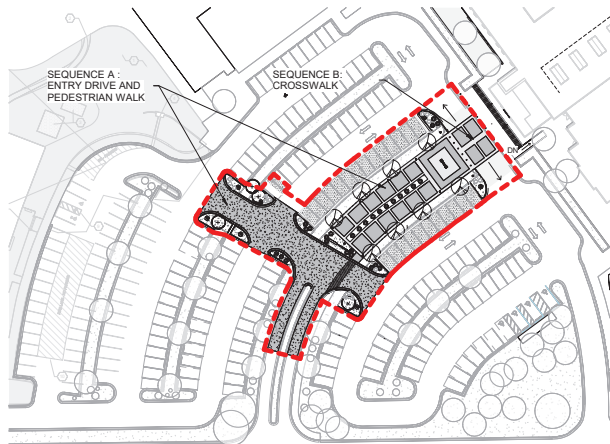 SEQUENCE A :
ENTRY DRIVE AND
PEDESTRIAN WALK
SEQUENCE B:
CROSSWALK
DN